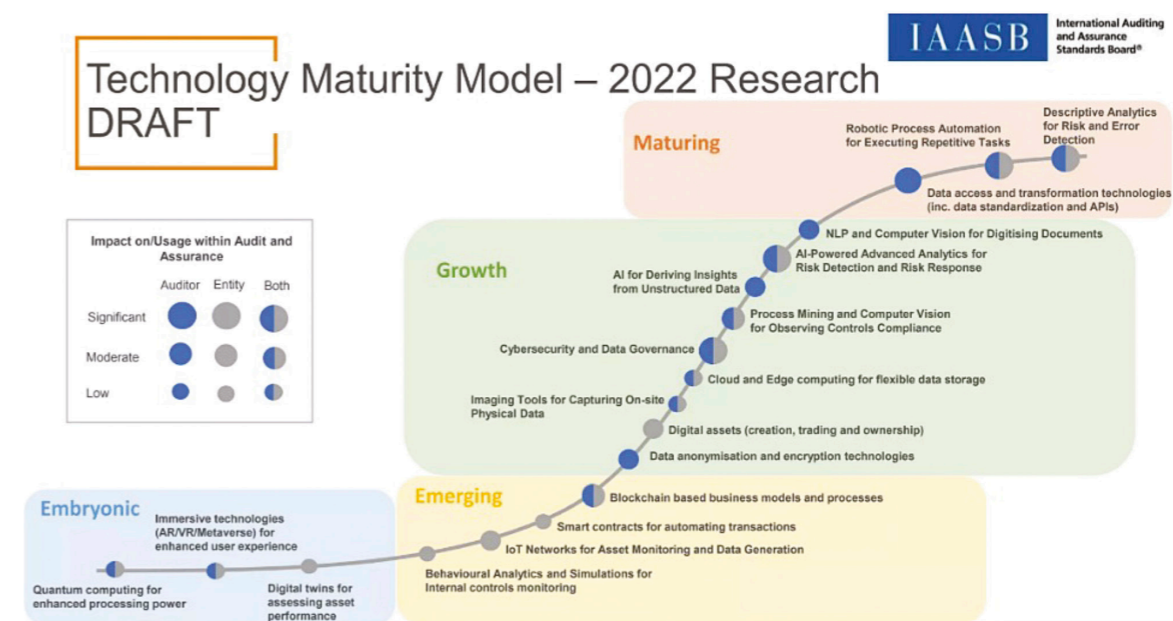 IAASB
International Auditing
and Assurance
Standards Board®
Technology Maturity Model – 2022 Research
DRAFT
Impact on/Usage within Audit and
Assurance
Auditor Entity Both
Significant
Moderate
Low
Maturing
Descriptive Analytics
for Risk and Error
Detection
Robotic Process Automation
for Executing Repetitive Tasks
Data access and transformation technologies
(inc. data standardization and APIs)
Growth
NLP and Computer Vision for Digitising Documents
AI-Powered Advanced Analytics for
Risk Detection and Risk Response
AI for Deriving Insights
from Unstructured Data
Process Mining and Computer Vision
for Observing Controls Compliance
Cybersecurity and Data Governance
Cloud and Edge computing for flexible data storage
Imaging Tools for Capturing On-site
Physical Data
Digital assets (creation, trading and ownership)
Data anonymisation and encryption technologies
Emerging
Blockchain based business models and processes
Smart contracts for automating transactions
IoT Networks for Asset Monitoring and Data Generation
Behavioural Analytics and Simulations for
Internal controls monitoring
Embryonic
Immersive technologies
(AR/VR/Metaverse) for
enhanced user experience
Quantum computing for
enhanced processing power
Digital twins for
assessing asset
performance